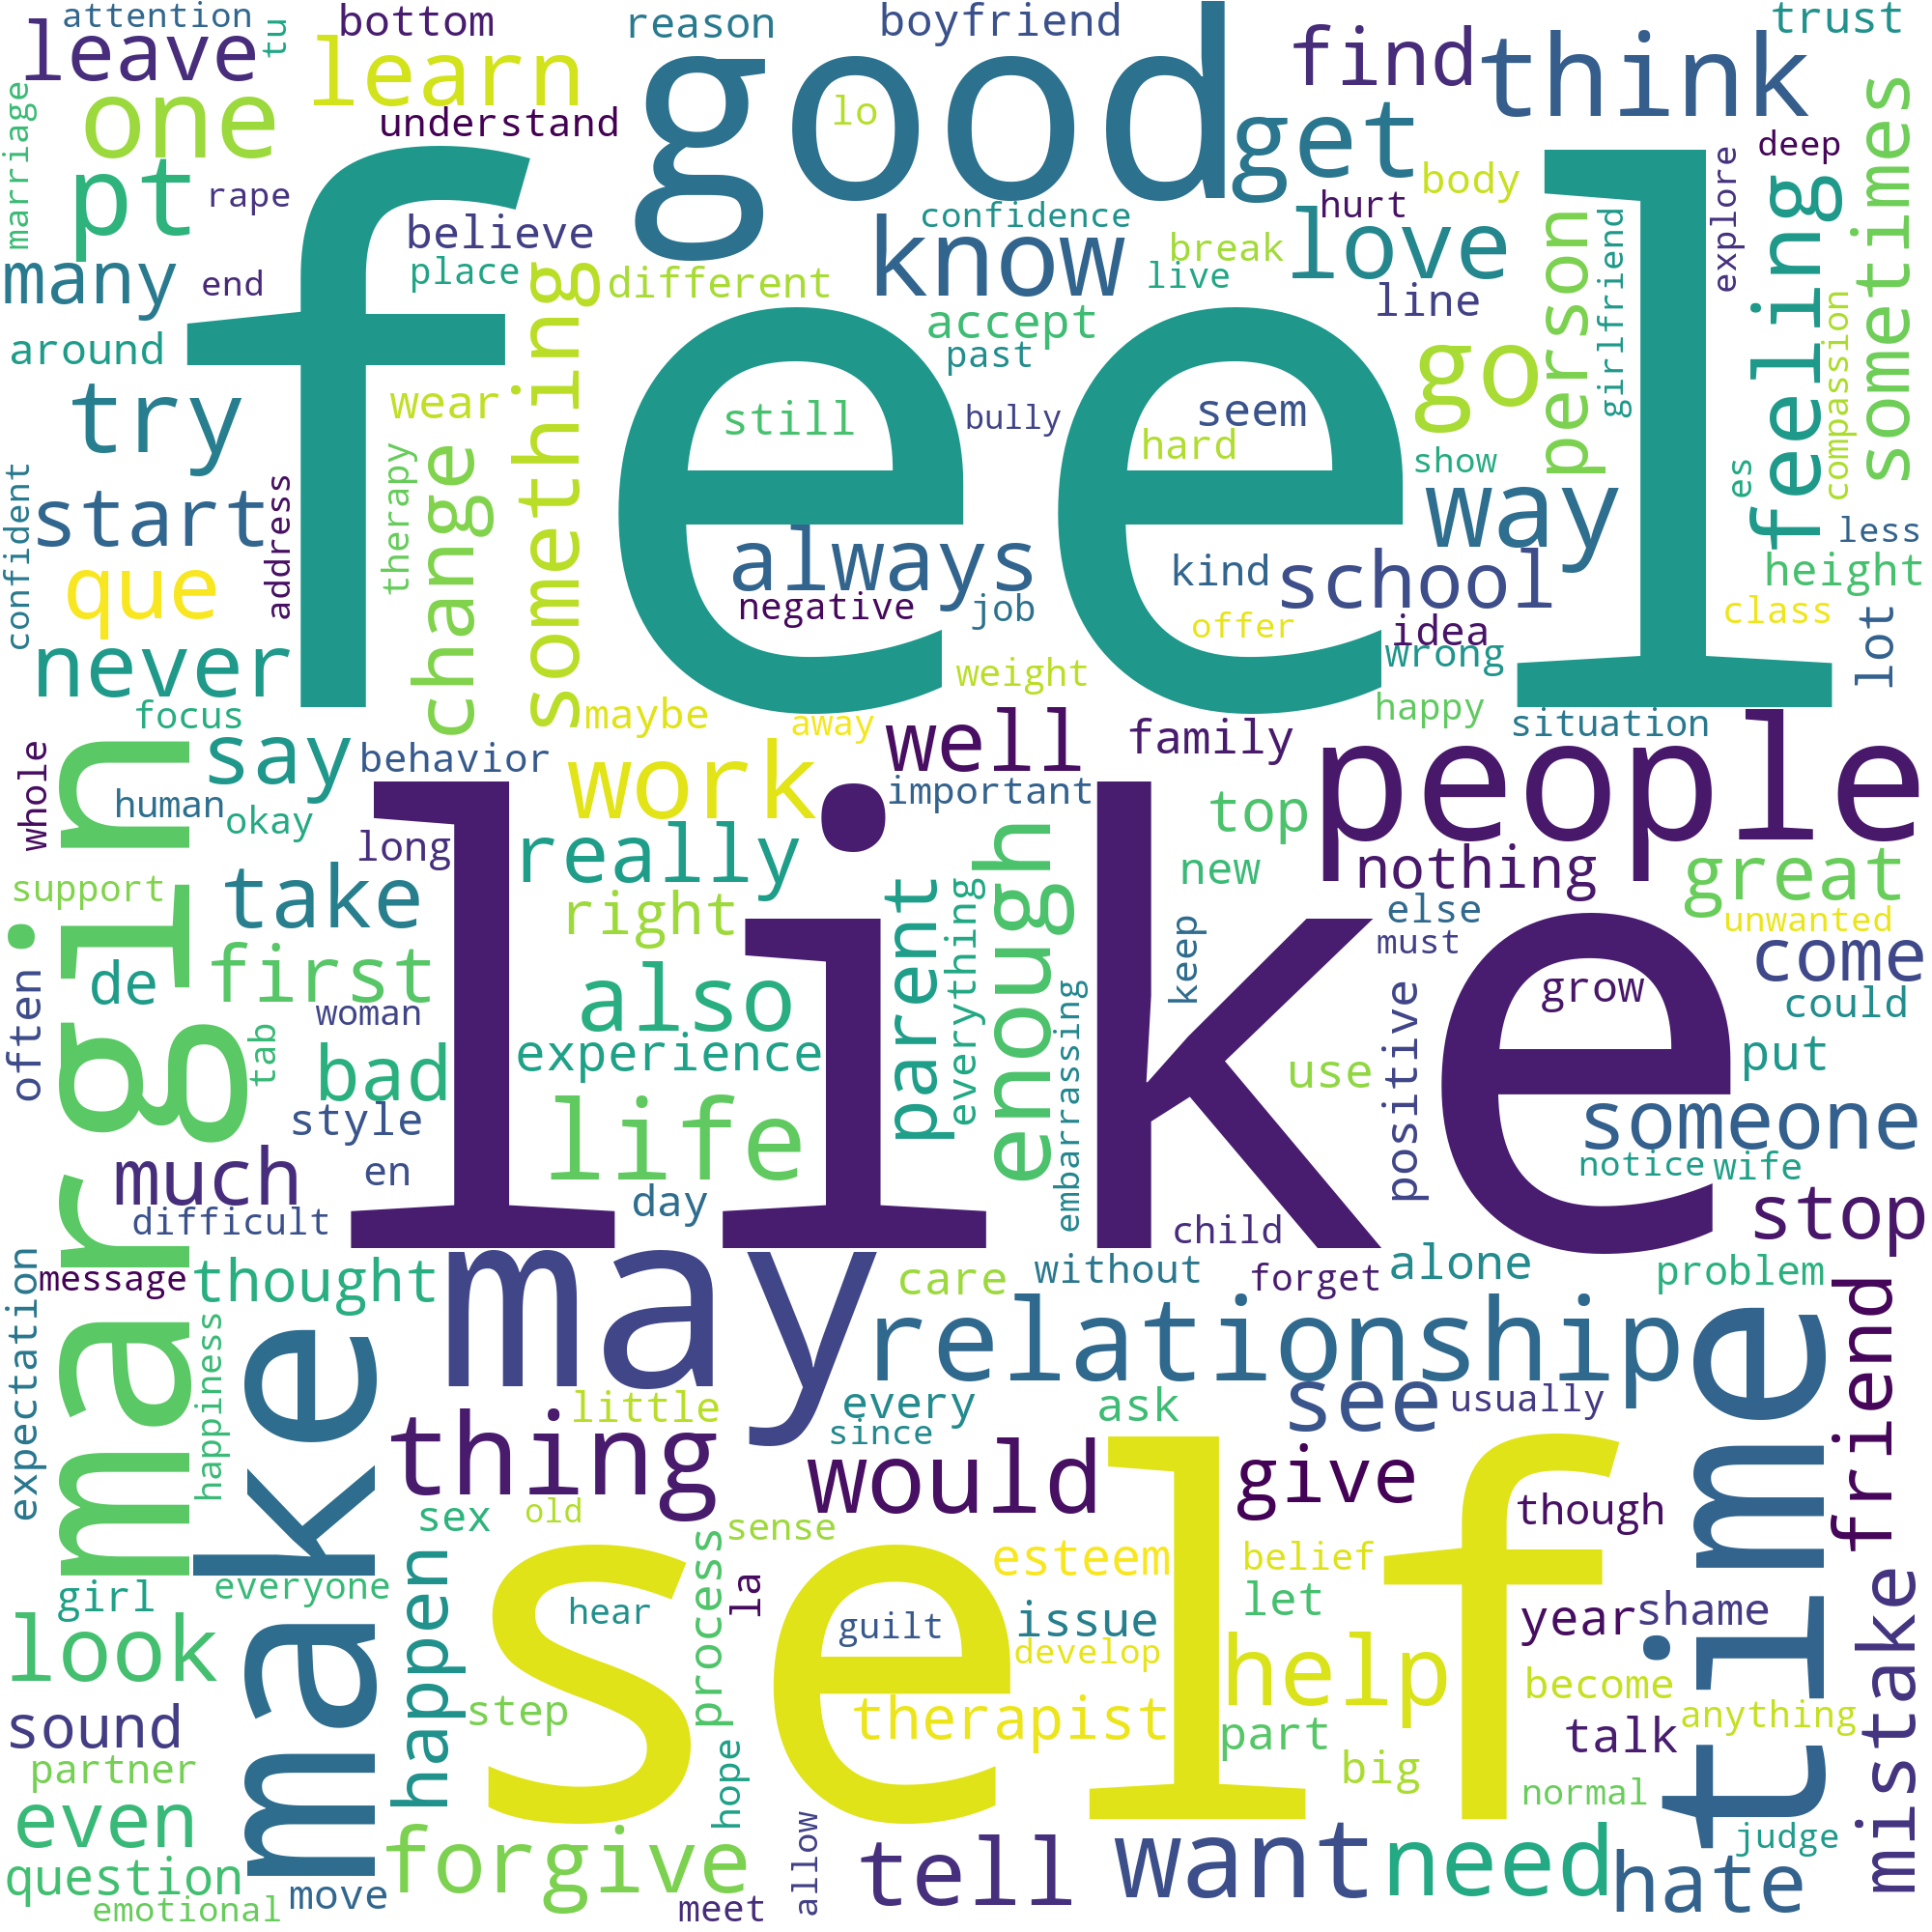 attention
bottom
reason
boyfriend
trust
leave
tu
learn
good
find
think
one
understand
lo
get
deep
sometimes
marriage
pt
rape
believe
confidence
hurt
body
explore
feeling
many
end
place
different
know
break
live
love
line
person
girlfriend
around
something
accept
past
compassion
feel
try
wear
still
bully
seem
hard
go
show
es
confident
start
address
therapy
change
always
way
less
que
negative
job
kind
school
height
offer
idea
class
lot
never
weight
wrong
focus
maybe
away
happy
situation
whole
say
behavior
work
well
family
people
human
okay
important
top
margin
long
really
new
nothing
great
support
take
right
parent
everything
enough
keep
else
must
unwanted
often
de
first
also
like
grow
come
woman
tab
experience
embarrassing
positive
could
bad
use
put
style
life
someone
much
en
notice
wife
day
difficult
child
stop
expectation
message
thought
may
care
without
forget
alone
problem
happiness
make
relationship
time
friend
little
every
ask
see
usually
thing
since
would
give
sex
old
sense
though
girl
everyone
happen
process
la
esteem
belief
hear
self
guilt
issue
let
year
shame
mistake
look
develop
help
step
therapist
become
anything
sound
hope
part
talk
partner
big
normal
even
allow
judge
question
forgive
tell
want
need
hate
move
emotional
meet